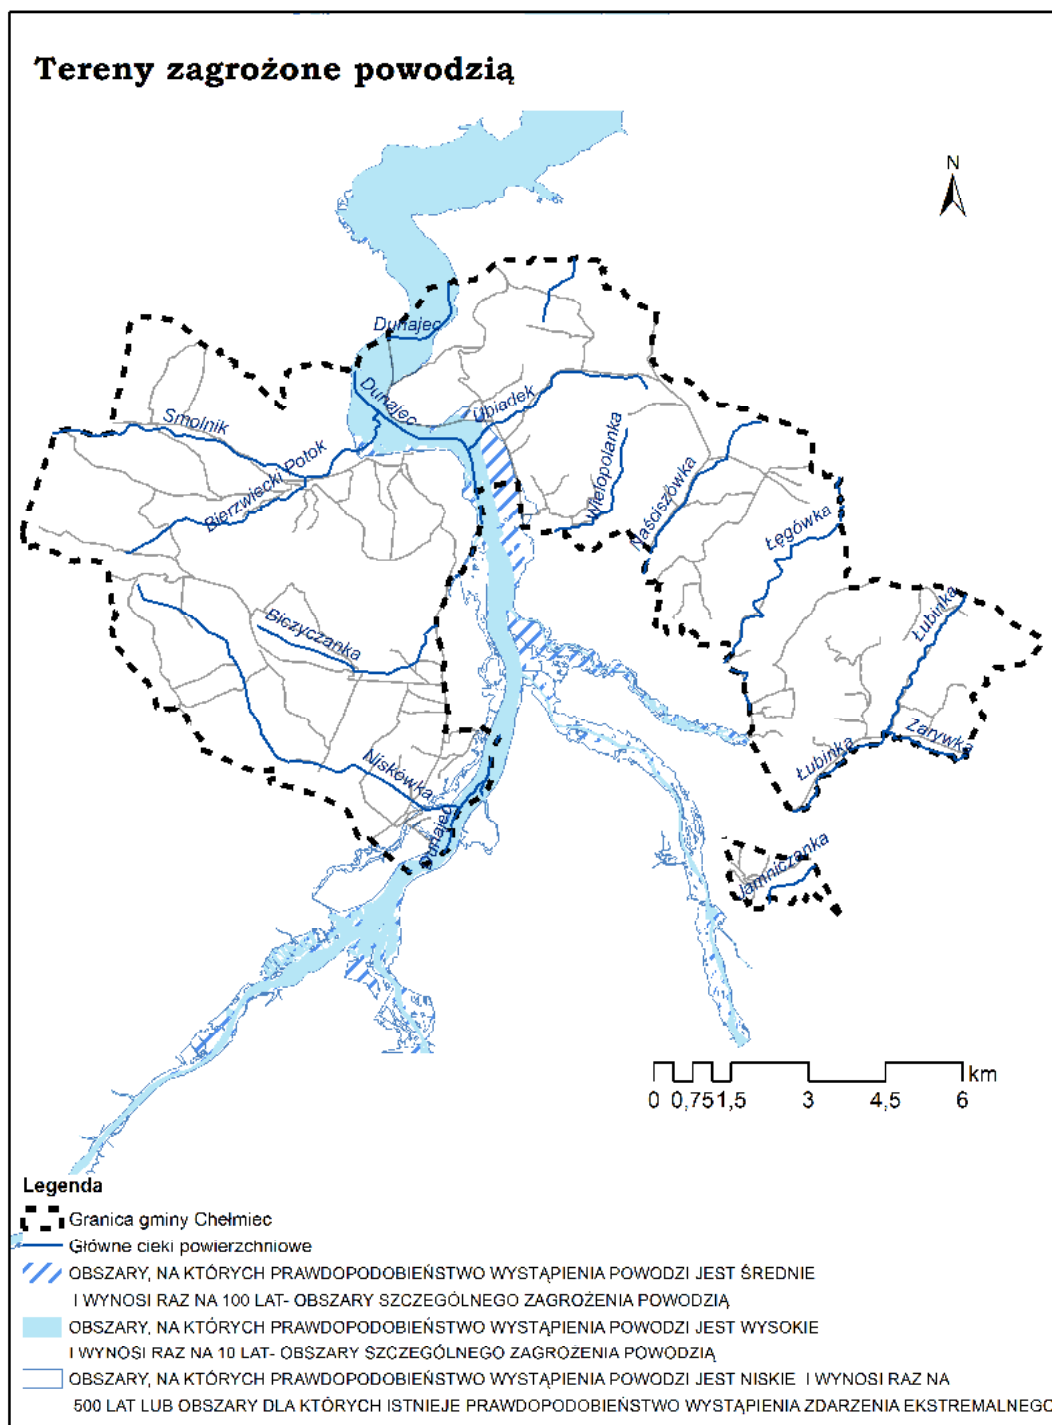 Tereny zagrożone powodzią
N
Dunajec
Dunajec
Ubiadek
Smolnik
Wielopolanka
Bierzwiecki Potok
Naściszówka
Łęgówka
Biczyczanka
Łubinka
Niskówka
Łubinka
Zarywka
Dunajec
Jamniczanka
km
0 0,75 1,5 3 4,5 6
Legenda
Granica gminy Chełmiec
Główne cieki powierzchniowe
OBSZARY, NA KTÓRYCH PRAWDOPODOBIEŃSTWO WYSTĄPIENIA POWODZI JEST ŚREDNIE
I WYNOSI RAZ NA 100 LAT- OBSZARY SZCZEGÓLNEGO ZAGROŻENIA POWODZIĄ
OBSZARY, NA KTÓRYCH PRAWDOPODOBIEŃSTWO WYSTĄPIENIA POWODZI JEST WYSOKIE
I WYNOSI RAZ NA 10 LAT- OBSZARY SZCZEGÓLNEGO ZAGROŻENIA POWODZIĄ
OBSZARY, NA KTÓRYCH PRAWDOPODOBIEŃSTWO WYSTĄPIENIA POWODZI JEST NISKIE I WYNOSI RAZ NA
500 LAT LUB OBSZARY DLA KTÓRYCH ISTNIEJE PRAWDOPODOBIEŃSTWO WYSTĄPIENIA ZDARZENIA EKSTREMALNEGO